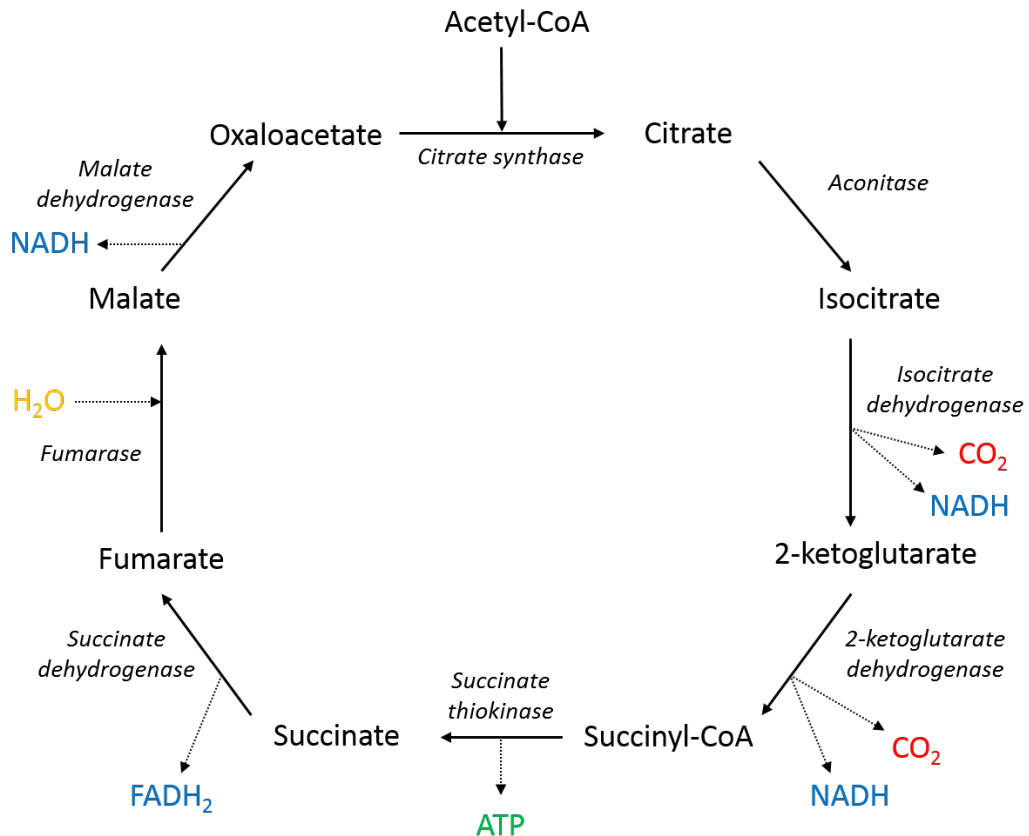 Acetyl-CoA
Oxaloacetate
Citrate
Citrate synthase
Malate
dehydrogenase
Aconitase
NADH
Malate
Isocitrate
Isocitrate
dehydrogenase
H₂O
Fumarase
CO₂
NADH
Fumarate
2-ketoglutarate
Succinate
dehydrogenase
2-ketoglutarate
dehydrogenase
Succinate
thiokinase
Succinate
Succinyl-CoA
CO₂
FADH₂
NADH
ATP